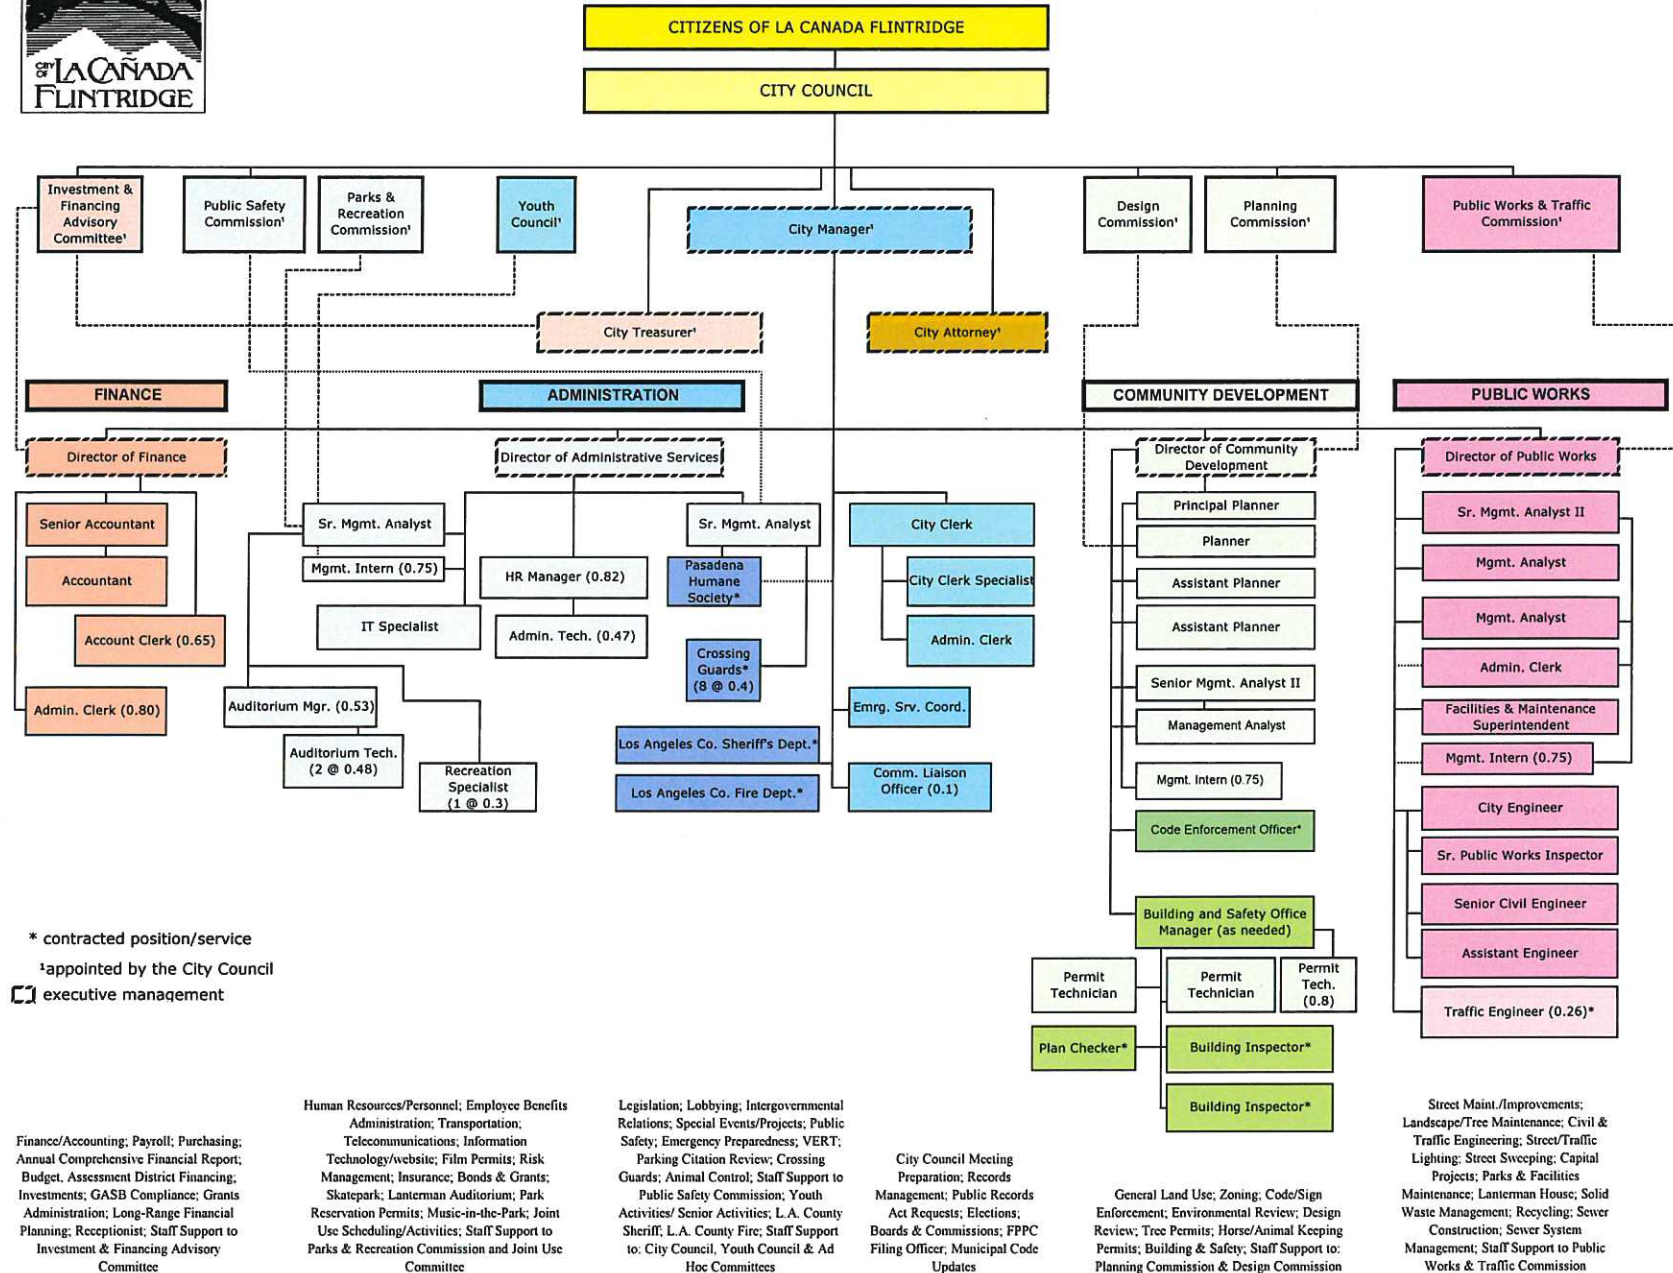 CITY OF LA CAÑADA
FLINTRIDGE
CITIZENS OF LA CANADA FLINTRIDGE
CITY COUNCIL
Investment &
Financing
Advisory
Committee¹
Public Safety
Commission¹
Parks &
Recreation
Commission¹
Youth
Council¹
City Manager¹
Design
Commission¹
Planning
Commission¹
Public Works & Traffic
Commission¹
City Treasurer¹
City Attorney¹
FINANCE
ADMINISTRATION
COMMUNITY DEVELOPMENT
PUBLIC WORKS
Director of Finance
Director of Administrative Services
Director of Community
Development
Director of Public Works
Senior Accountant
Accountant
Account Clerk (0.65)
Admin. Clerk (0.80)
Sr. Mgmt. Analyst
Mgmt. Intern (0.75)
IT Specialist
HR Manager (0.82)
Admin. Tech. (0.47)
Auditorium Mgr. (0.53)
Auditorium Tech.
(2 @ 0.48)
Recreation
Specialist
(1 @ 0.3)
Sr. Mgmt. Analyst
Pasadena
Humane
Society*
Crossing
Guards*
(8 @ 0.4)
Los Angeles Co. Sheriff's Dept.*
Los Angeles Co. Fire Dept.*
City Clerk
City Clerk Specialist
Admin. Clerk
Emrg. Srv. Coord.
Comm. Liaison
Officer (0.1)
Principal Planner
Planner
Assistant Planner
Assistant Planner
Senior Mgmt. Analyst II
Management Analyst
Mgmt. Intern (0.75)
Code Enforcement Officer*
Building and Safety Office
Manager (as needed)
Permit
Technician
Permit
Technician
Permit
Tech.
(0.8)
Plan Checker*
Building Inspector*
Building Inspector*
Sr. Mgmt. Analyst II
Mgmt. Analyst
Mgmt. Analyst
Admin. Clerk
Facilities & Maintenance
Superintendent
Mgmt. Intern (0.75)
City Engineer
Sr. Public Works Inspector
Senior Civil Engineer
Assistant Engineer
Traffic Engineer (0.26)*
* contracted position/service
¹appointed by the City Council
executive management
Finance/Accounting; Payroll; Purchasing;
Annual Comprehensive Financial Report;
Budget, Assessment District Financing;
Investments; GASB Compliance; Grants
Administration; Long-Range Financial
Planning; Receptionist; Staff Support to
Investment & Financing Advisory
Committee
Human Resources/Personnel; Employee Benefits
Administration; Transportation;
Telecommunications; Information
Technology/website; Film Permits; Risk
Management; Insurance; Bonds & Grants;
Skatepark; Lanterman Auditorium; Park
Reservation Permits; Music-in-the-Park; Joint
Use Scheduling/Activities; Staff Support to
Parks & Recreation Commission and Joint Use
Committee
Legislation; Lobbying; Intergovernmental
Relations; Special Events/Projects; Public
Safety; Emergency Preparedness; VERT;
Parking Citation Review; Crossing
Guards; Animal Control; Staff Support to
Public Safety Commission; Youth
Activities/ Senior Activities; L.A. County
Sheriff; L.A. County Fire; Staff Support
to: City Council, Youth Council & Ad
Hoc Committees
City Council Meeting
Preparation; Records
Management; Public Records
Act Requests; Elections;
Boards & Commissions; FPPC
Filing Officer; Municipal Code
Updates
General Land Use; Zoning; Code/Sign
Enforcement; Environmental Review; Design
Review; Tree Permits; Horse/Animal Keeping
Permits; Building & Safety; Staff Support to:
Planning Commission & Design Commission
Street Maint./Improvements;
Landscape/Tree Maintenance; Civil &
Traffic Engineering; Street/Traffic
Lighting; Street Sweeping; Capital
Projects; Parks & Facilities
Maintenance; Lanterman House; Solid
Waste Management; Recycling; Sewer
Construction; Sewer System
Management; Staff Support to Public
Works & Traffic Commission